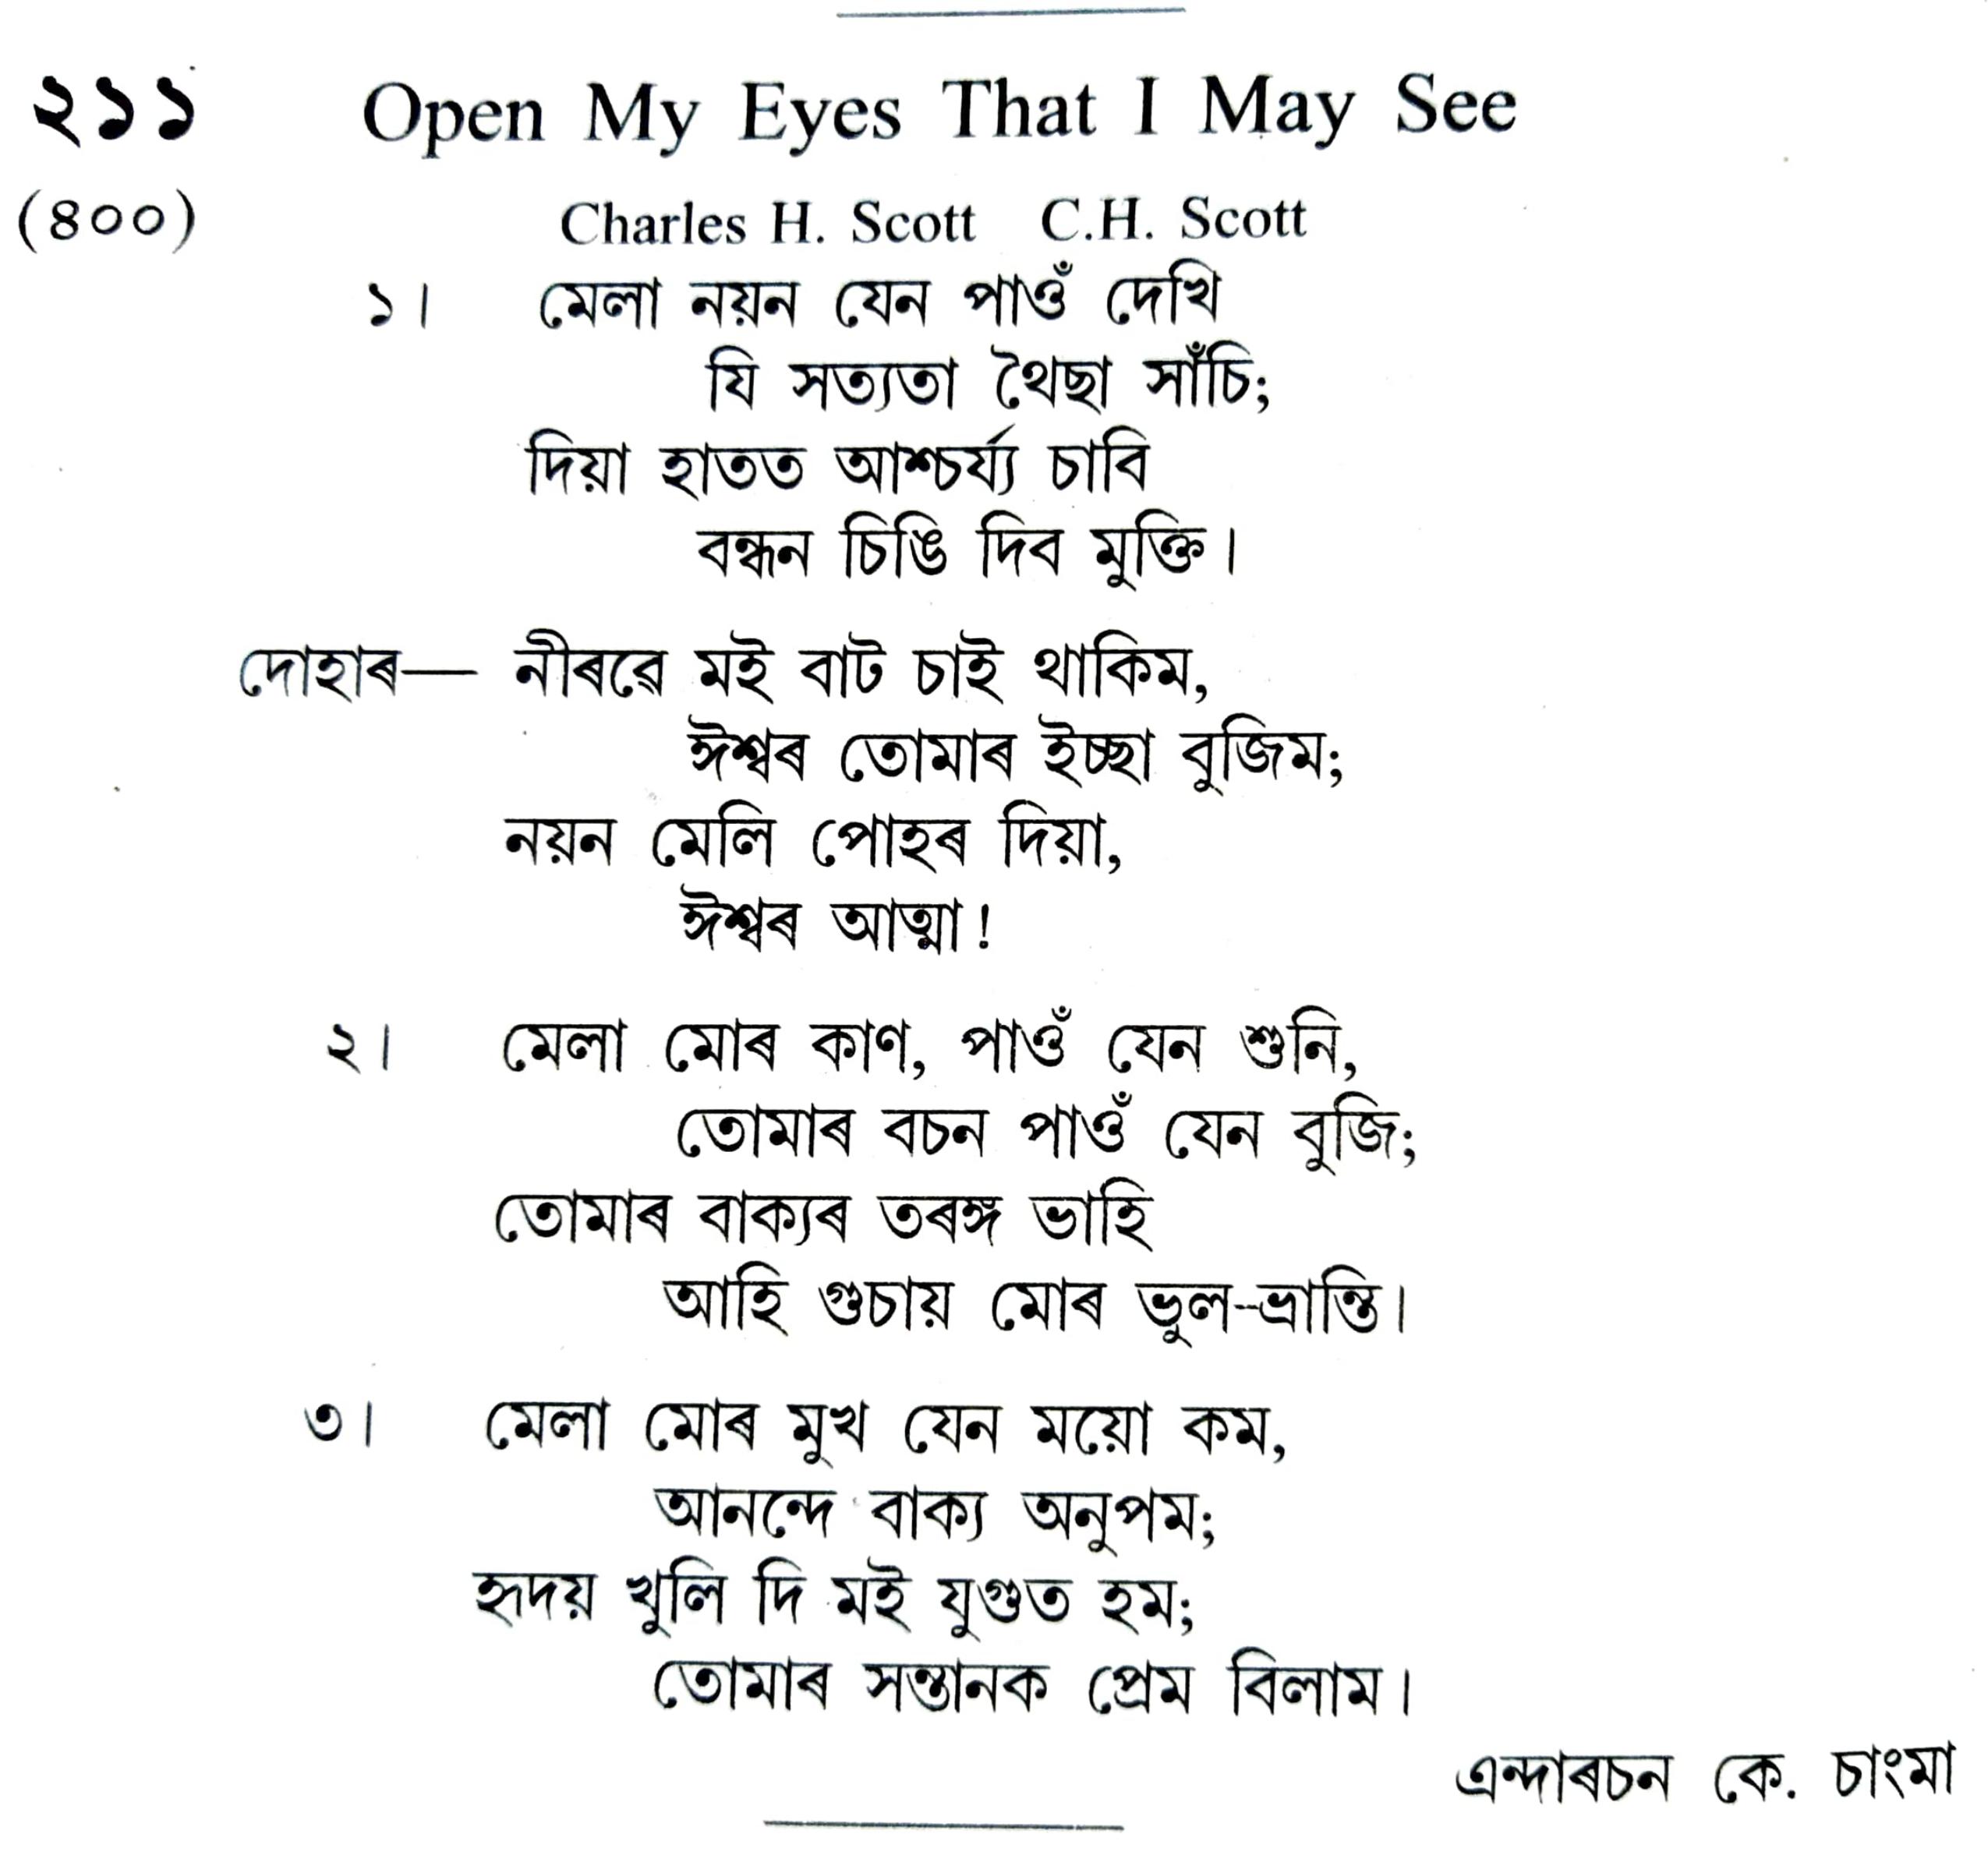 ২১১ Open My Eyes That I May See
(৪০০) Charles H. Scott C.H. Scott
১। মেলা নয়ন যেন পাওঁ দেখি
যি সত্যতা থৈছা সাঁচি;
দিয়া হাতত আশ্চৰ্য্য চাবি
বন্ধন চিঙি দিব মুক্তি।
দোহাৰ— নীৰৱে মই বাট চাই থাকিম,
ঈশ্বৰ তোমাৰ ইচ্ছা বুজিম;
নয়ন মেলি পোহৰ দিয়া,
ঈশ্বৰ আত্মা!
২। মেলা মোৰ কাণ, পাওঁ যেন শুনি,
তোমাৰ বচন পাওঁ যেন বুজি;
তোমাৰ বাক্যৰ তৰঙ্গ ভাহি
আহি গুচায় মোৰ ভুল-ভ্ৰান্তি।
৩। মেলা মোৰ মুখ যেন ময়ো কম,
আনন্দে বাক্য অনুপম;
হৃদয় খুলি দি মই যুগুত হম;
তোমাৰ সন্তানক প্ৰেম বিলাম।
এন্দাৰচন কে. চাংমা